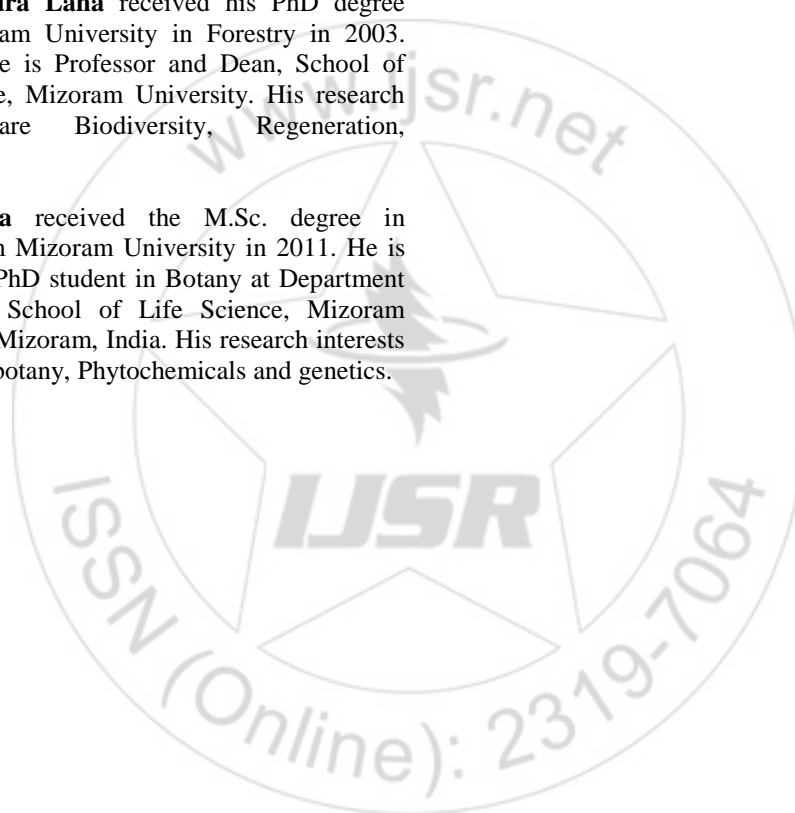 ura Lana received his PhD degree
am University in Forestry in 2003.
e is Professor and Dean, School of
e, Mizoram University. His research
are Biodiversity, Regeneration,
a received the M.Sc. degree in
n Mizoram University in 2011. He is
PhD student in Botany at Department
School of Life Science, Mizoram
Mizoram, India. His research interests
botany, Phytochemicals and genetics.
www.ijsr.net
IJSR
ISSN (Online): 2319-7064